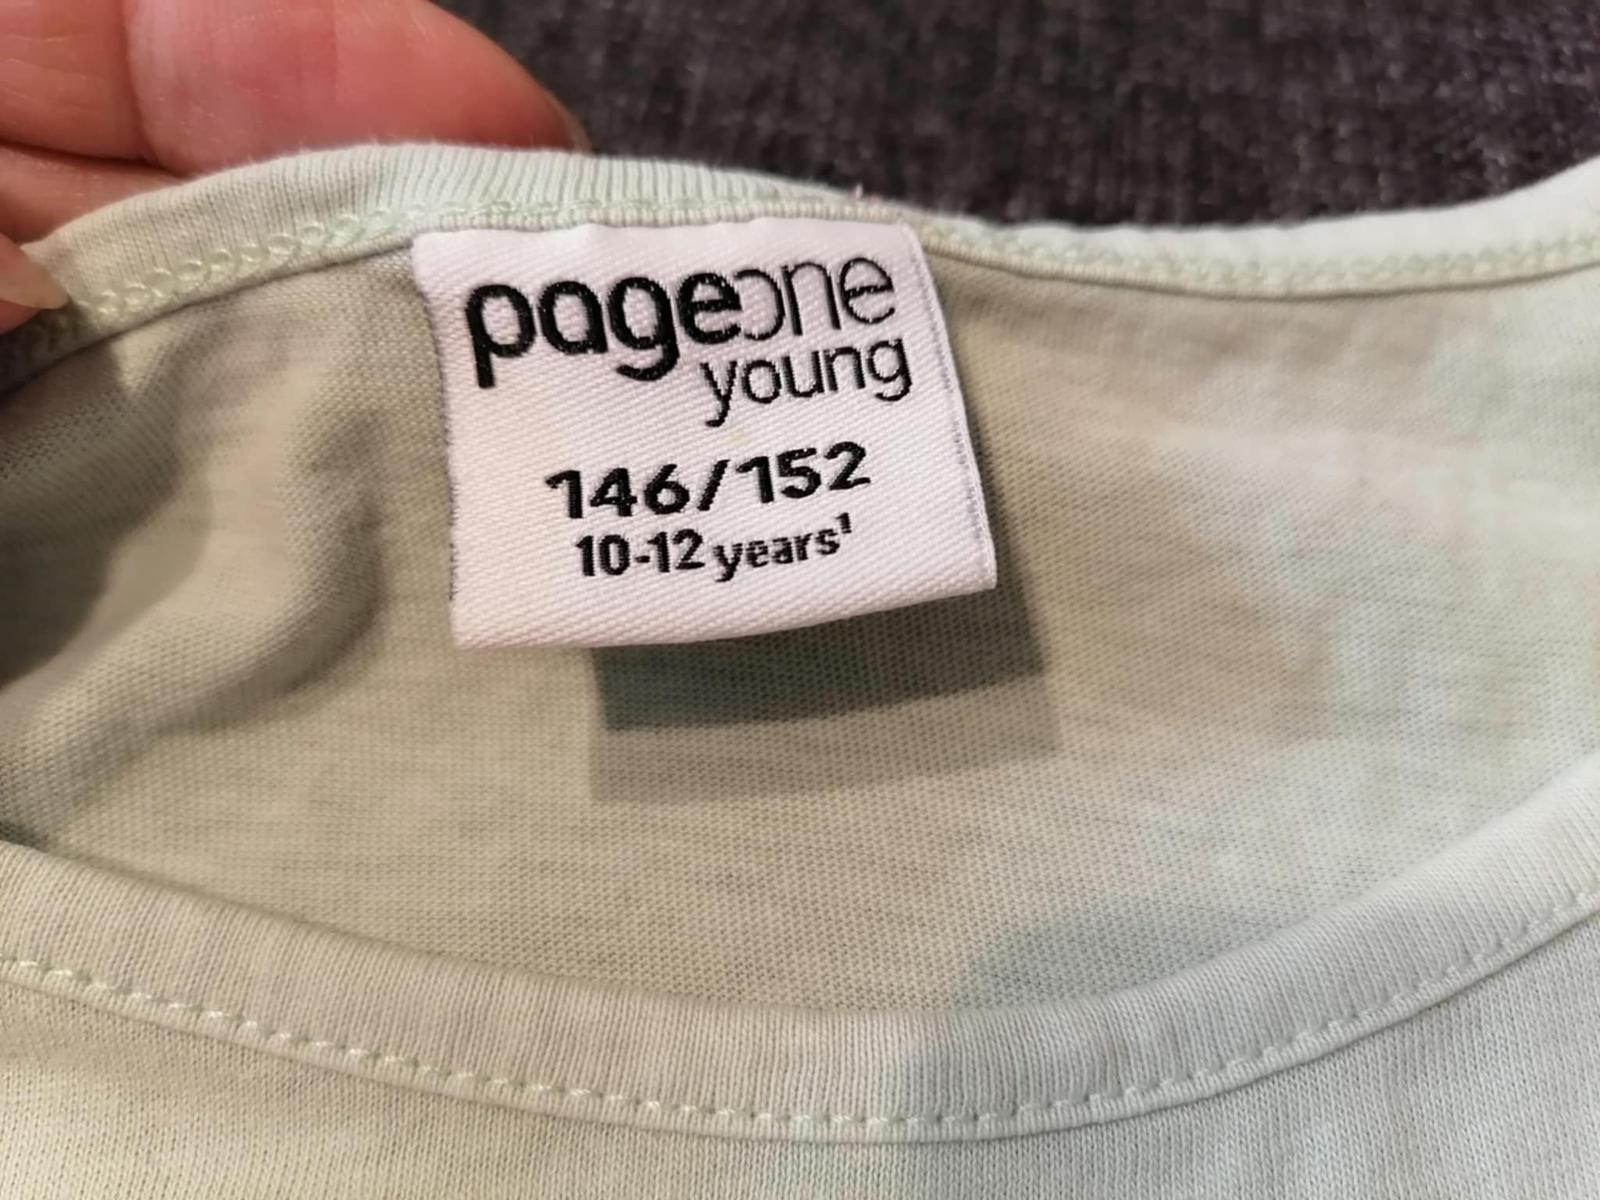 pageone
young
146/152
10-12 years¹